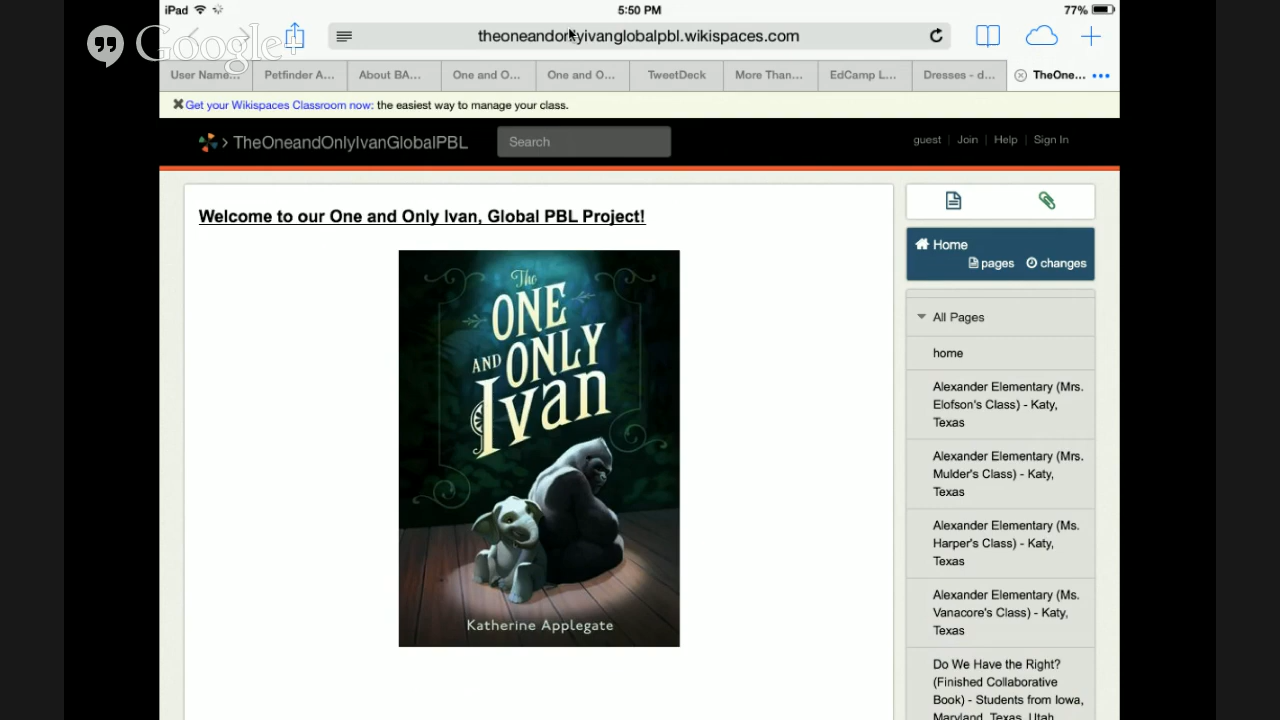 iPad 5:50 PM 77%
Google+
theoneandonlyivanglobalpbl.wikispaces.com
User Name... Petfinder A... About BA... One and O... One and O... TweetDeck More Than... EdCamp L... Dresses - d... TheOne...
Get your Wikispaces Classroom now: the easiest way to manage your class.
TheOneandOnlyIvanGlobalPBL Search guest Join Help Sign In
Welcome to our One and Only Ivan, Global PBL Project!
The
ONE
AND ONLY
Ivan
Katherine Applegate
Home
pages changes
All Pages
home
Alexander Elementary (Mrs.
Elofson's Class) - Katy,
Texas
Alexander Elementary (Mrs.
Mulder's Class) - Katy,
Texas
Alexander Elementary (Ms.
Harper's Class) - Katy,
Texas
Alexander Elementary (Ms.
Vanacore's Class) - Katy,
Texas
Do We Have the Right?
(Finished Collaborative
Book) - Students from Iowa,
Maryland, Texas, Utah